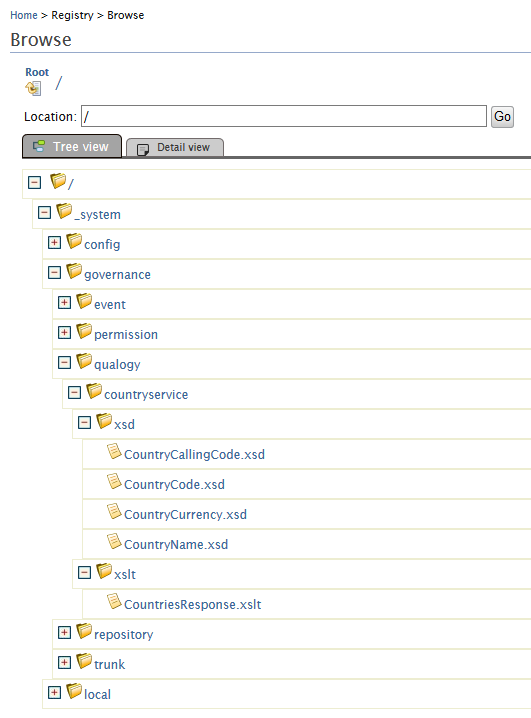 Home > Registry > Browse
Browse
Root
/
Location: / Go
Tree view Detail view
/
_system
config
governance
event
permission
qualogy
countryservice
xsd
CountryCallingCode.xsd
CountryCode.xsd
CountryCurrency.xsd
CountryName.xsd
xslt
CountriesResponse.xslt
repository
trunk
local